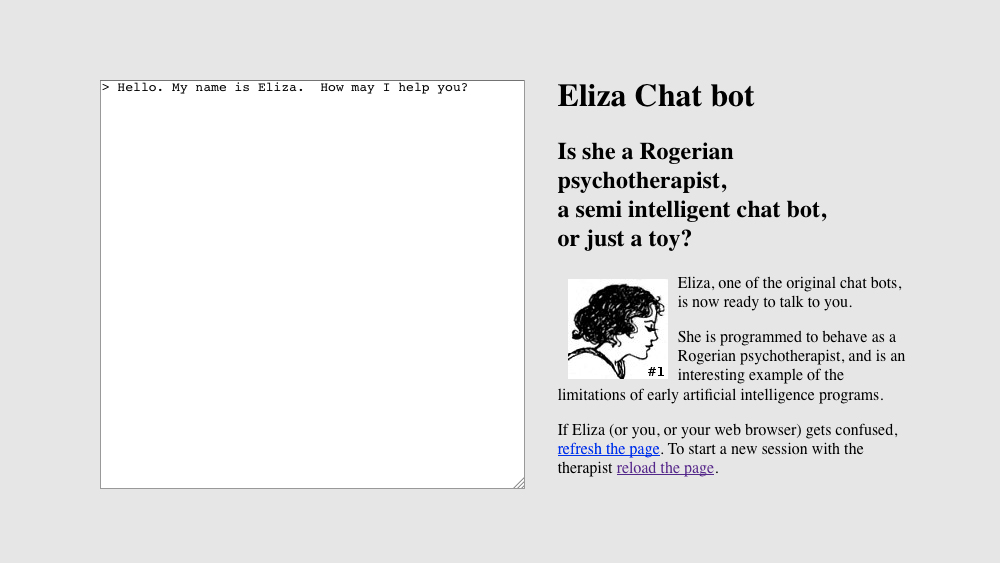 > Hello. My name is Eliza.  How may I help you?
Eliza Chat bot
Is she a Rogerian
psychotherapist,
a semi intelligent chat bot,
or just a toy?
Eliza, one of the original chat bots,
is now ready to talk to you.
She is programmed to behave as a
Rogerian psychotherapist, and is an
interesting example of the
#1
limitations of early artificial intelligence programs.
If Eliza (or you, or your web browser) gets confused,
refresh the page. To start a new session with the
therapist reload the page.